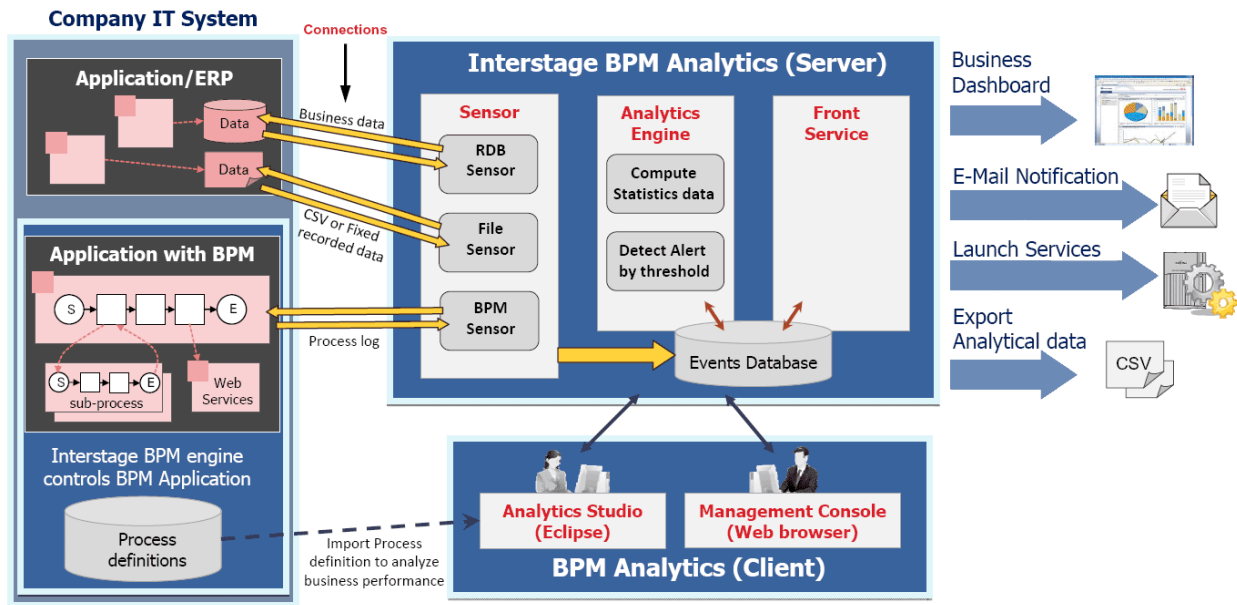 Company IT System
Application/ERP
Data
Data
Application with BPM
S
E
S
E
sub-process
Web
Services
Interstage BPM engine
controls BPM Application
Process
definitions
Connections
Business data
CSV or Fixed
recorded data
Process log
Import Process
definition to analyze
business performance
Interstage BPM Analytics (Server)
Sensor
RDB
Sensor
File
Sensor
BPM
Sensor
Analytics
Engine
Compute
Statistics data
Detect Alert
by threshold
Front
Service
Events Database
Analytics Studio
(Eclipse)
Management Console
(Web browser)
BPM Analytics (Client)
Business
Dashboard
E-Mail Notification
Launch Services
Export
Analytical data
CSV